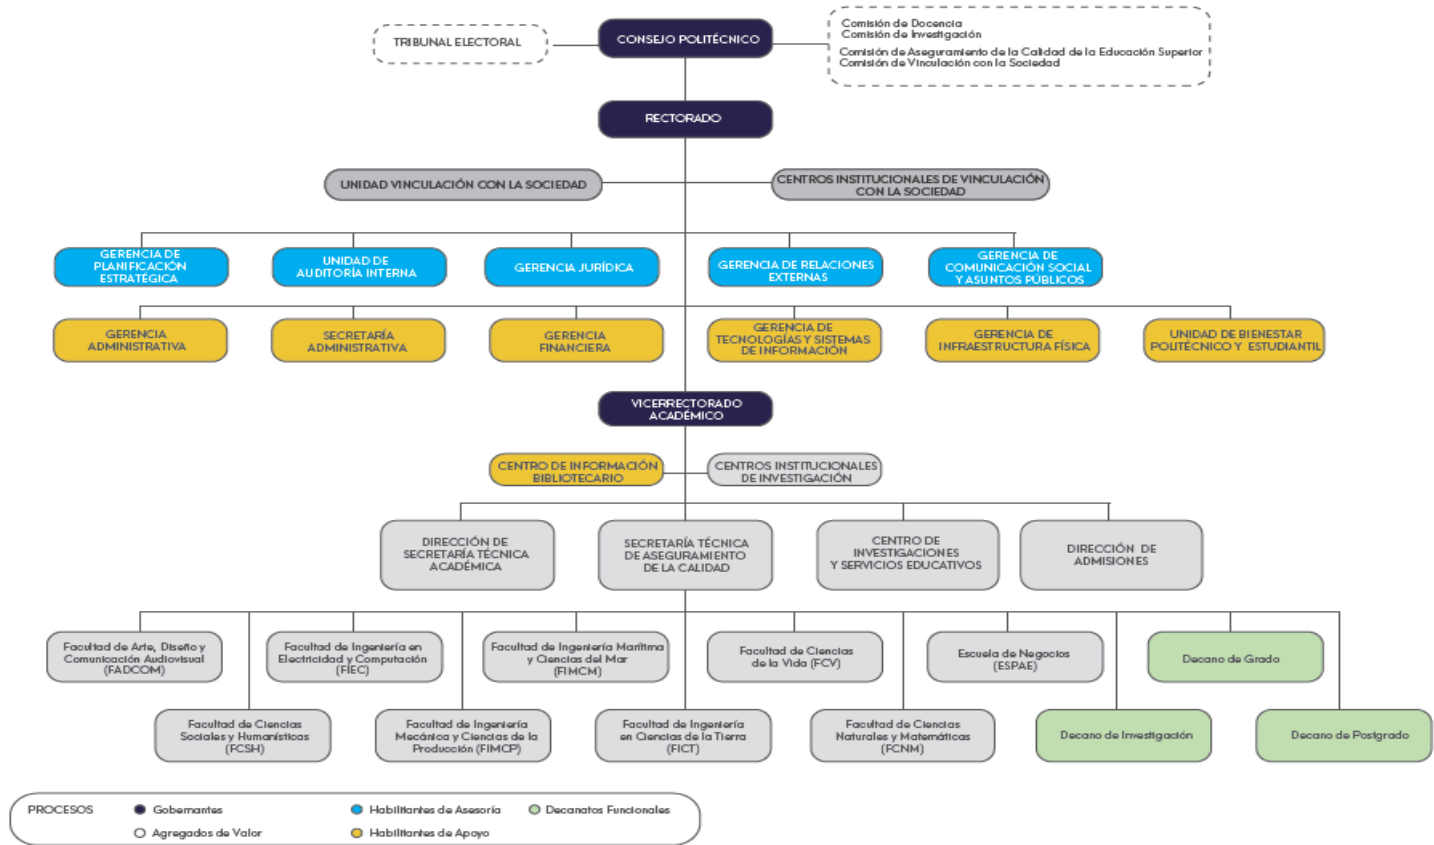 TRIBUNAL ELECTORAL
CONSEJO POLITÉCNICO
Comisión de Docencia
Comisión de Investigación
Comisión de Aseguramiento de la Calidad de la Educación Superior
Comisión de Vinculación con la Sociedad
RECTORADO
UNIDAD VINCULACIÓN CON LA SOCIEDAD
CENTROS INSTITUCIONALES DE VINCULACIÓN
CON LA SOCIEDAD
GERENCIA DE
PLANIFICACIÓN
ESTRATÉGICA
UNIDAD DE
AUDITORÍA INTERNA
GERENCIA JURÍDICA
GERENCIA DE RELACIONES
EXTERNAS
GERENCIA DE
COMUNICACIÓN SOCIAL
Y ASUNTOS PÚBLICOS
GERENCIA
ADMINISTRATIVA
SECRETARÍA
ADMINISTRATIVA
GERENCIA
FINANCIERA
GERENCIA DE
TECNOLOGÍAS Y SISTEMAS
DE INFORMACIÓN
GERENCIA DE
INFRAESTRUCTURA FÍSICA
UNIDAD DE BIENESTAR
POLITÉCNICO Y ESTUDIANTIL
VICERRECTORADO
ACADÉMICO
CENTRO DE INFORMACIÓN
BIBLIOTECARIO
CENTROS INSTITUCIONALES
DE INVESTIGACIÓN
DIRECCIÓN DE
SECRETARÍA TÉCNICA
ACADÉMICA
SECRETARÍA TÉCNICA
DE ASEGURAMIENTO
DE LA CALIDAD
CENTRO DE
INVESTIGACIONES
Y SERVICIOS EDUCATIVOS
DIRECCIÓN DE
ADMISIONES
Facultad de Arte, Diseño y
Comunicación Audiovisual
(FADCOM)
Facultad de Ingeniería en
Electricidad y Computación
(FIEC)
Facultad de Ingeniería Marítima
y Ciencias del Mar
(FIMCM)
Facultad de Ciencias
de la Vida (FCV)
Escuela de Negocios
(ESPAE)
Decano de Grado
Facultad de Ciencias
Sociales y Humanísticas
(FCSH)
Facultad de Ingeniería
Mecánica y Ciencias de la
Producción (FIMCP)
Facultad de Ingeniería
en Ciencias de la Tierra
(FICT)
Facultad de Ciencias
Naturales y Matemáticas
(FCNM)
Decano de Investigación
Decano de Postgrado
PROCESOS
Gobernantes
Habilitantes de Asesoría
Decanatos Funcionales
Agregados de Valor
Habilitantes de Apoyo